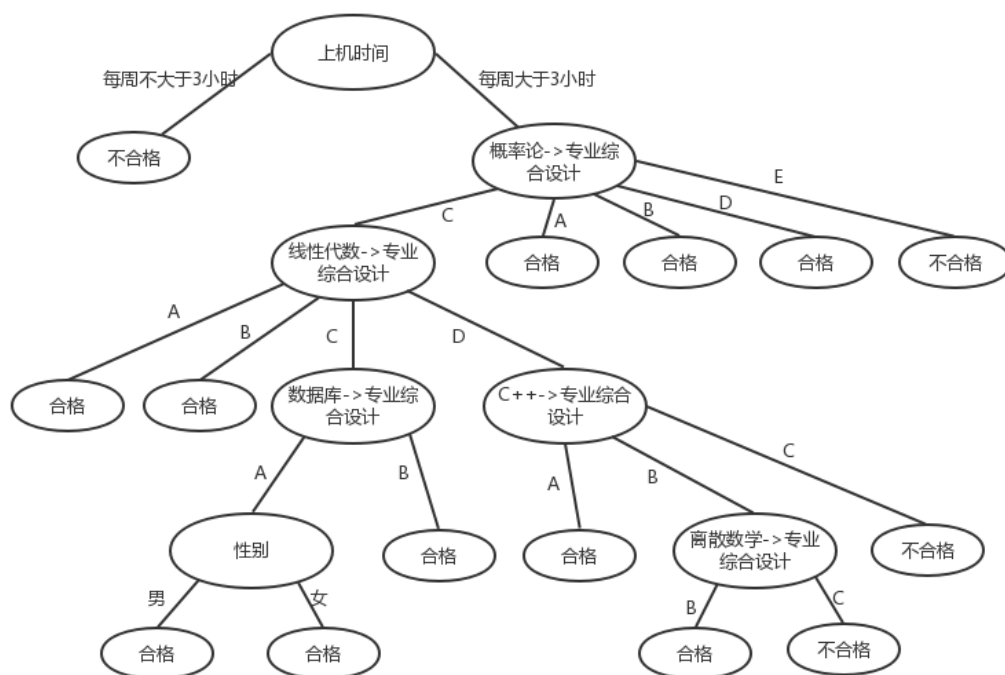 上机时间
每周不大于3小时
每周大于3小时
不合格
概率论->专业综
合设计
C
A
B
D
E
线性代数->专业
综合设计
合格
合格
合格
不合格
A
B
C
D
合格
合格
数据库->专业综
合设计
C++->专业综合
设计
A
B
A
B
C
性别
合格
合格
离散数学->专业
综合设计
不合格
男
女
B
C
合格
合格
合格
不合格